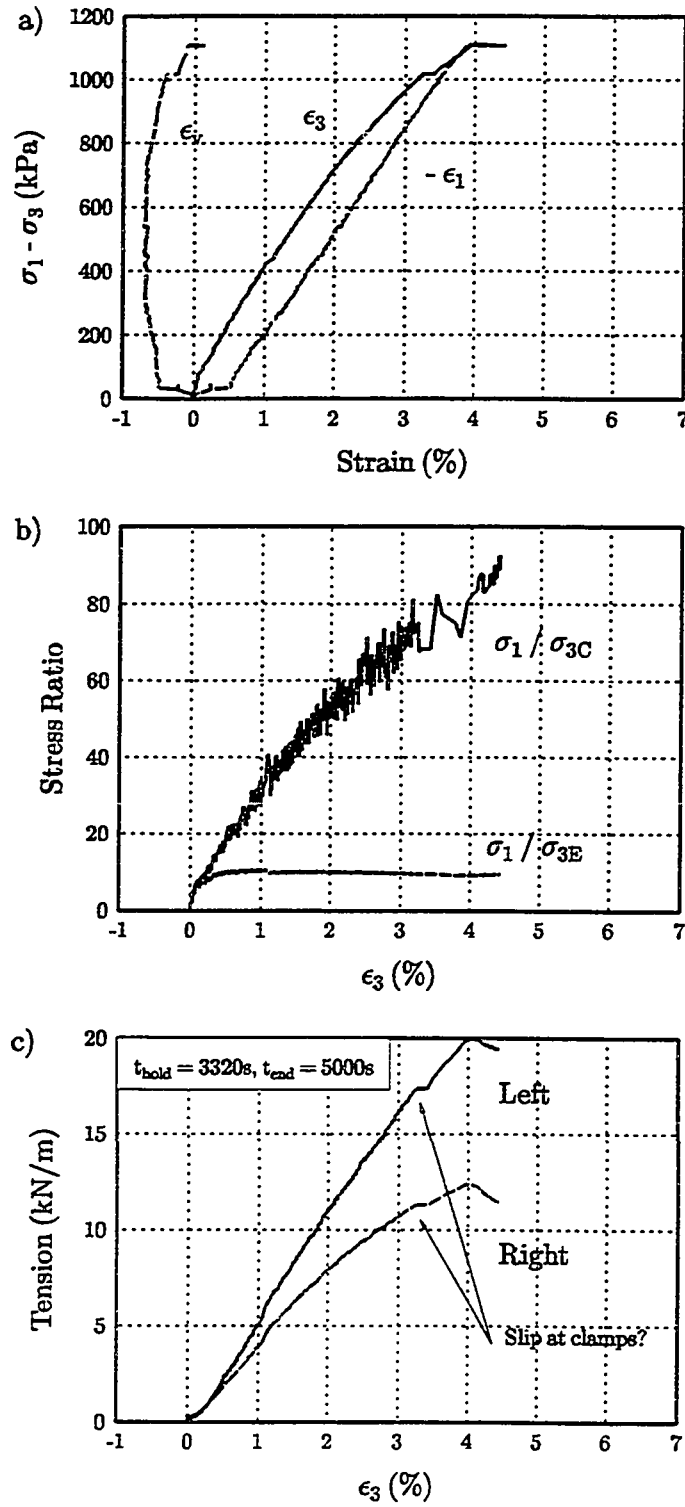 a)
1200
1000
800
600
400
200
0
σ1 - σ3 (kPa)
ϵv
ϵ3
- ϵ1
-1 0 1 2 3 4 5 6 7
Strain (%)
b)
100
80
60
40
20
0
Stress Ratio
σ1 / σ3C
σ1 / σ3E
-1 0 1 2 3 4 5 6 7
ϵ3 (%)
c)
20
15
10
5
0
Tension (kN/m)
thold = 3320s, tend = 5000s
Left
Right
Slip at clamps?
-1 0 1 2 3 4 5 6 7
ϵ3 (%)